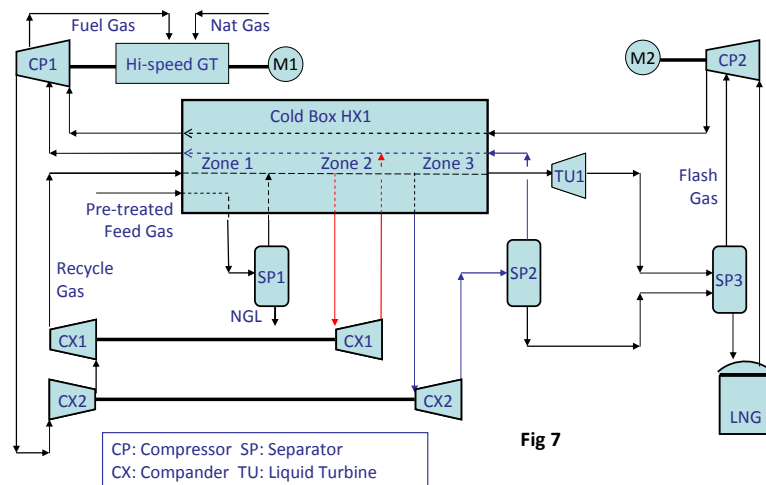 Fuel Gas
Nat Gas
CP1
Hi-speed GT
M1
M2
CP2
Cold Box HX1
Zone 1
Zone 2
Zone 3
TU1
Flash
Gas
Pre-treated
Feed Gas
Recycle
Gas
SP1
SP2
SP3
NGL
CX1
CX1
CX2
CX2
LNG
Fig 7
CP: Compressor SP: Separator
CX: Compander TU: Liquid Turbine